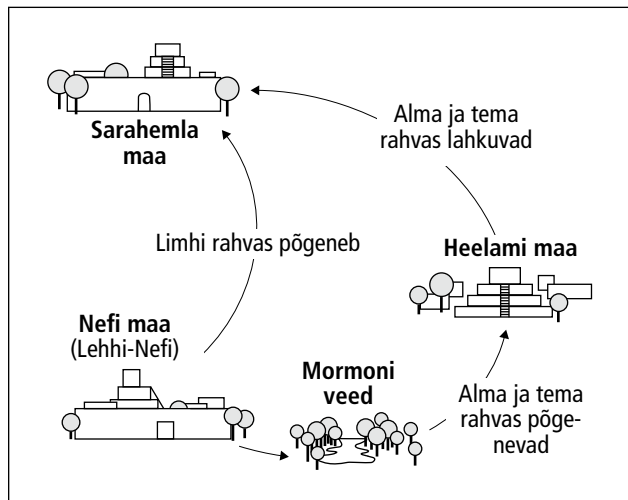 Sarahemla
maa
Alma ja tema
rahvas lahkuvad
Limhi rahvas põgeneb
Heelami maa
Nefi maa
(Lehhi-Nefi)
Mormoni
veed
Alma ja tema
rahvas põge-
nevad